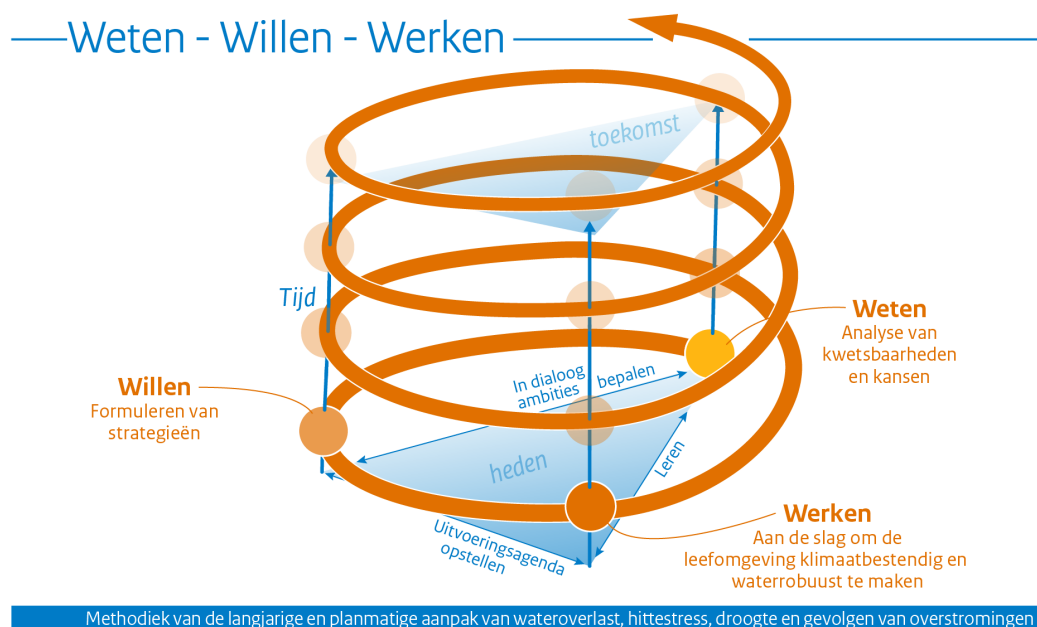 Weten - Willen - Werken
toekomst
Tijd
Weten
Analyse van
kwetsbaarheden
en kansen
In dialoog
ambities
bepalen
Willen
Formuleren van
strategieën
heden
Leren
Uitvoeringsagenda
opstellen
Werken
Aan de slag om de
leefomgeving klimaatbestendig en
waterrobuust te maken
Methodiek van de langjarige en planmatige aanpak van wateroverlast, hittestress, droogte en gevolgen van overstromingen